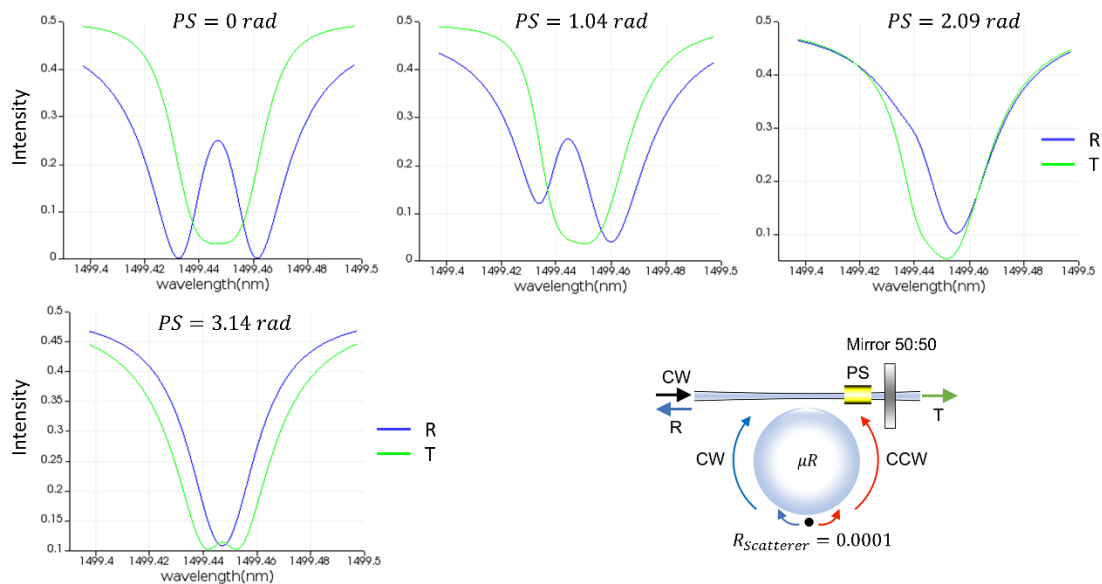 PS = 0 rad
0.5
0.4
0.3
0.2
0.1
0
Intensity
1499.4
1499.42
1499.44
1499.46
1499.48
1499.5
wavelength(nm)
PS = 1.04 rad
0.5
0.4
0.3
0.2
0.1
0
1499.4
1499.42
1499.44
1499.46
1499.48
1499.5
wavelength(nm)
PS = 2.09 rad
0.5
0.4
0.3
0.2
0.1
1499.4
1499.42
1499.44
1499.46
1499.48
1499.5
wavelength(nm)
R
T
PS = 3.14 rad
0.5
0.45
0.4
0.35
0.3
0.25
0.2
0.15
0.1
Intensity
1499.4
1499.42
1499.44
1499.46
1499.48
1499.5
wavelength(nm)
R
T
Mirror 50:50
CW
PS
R
T
CW
μR
CCW
R_Scatterer = 0.0001